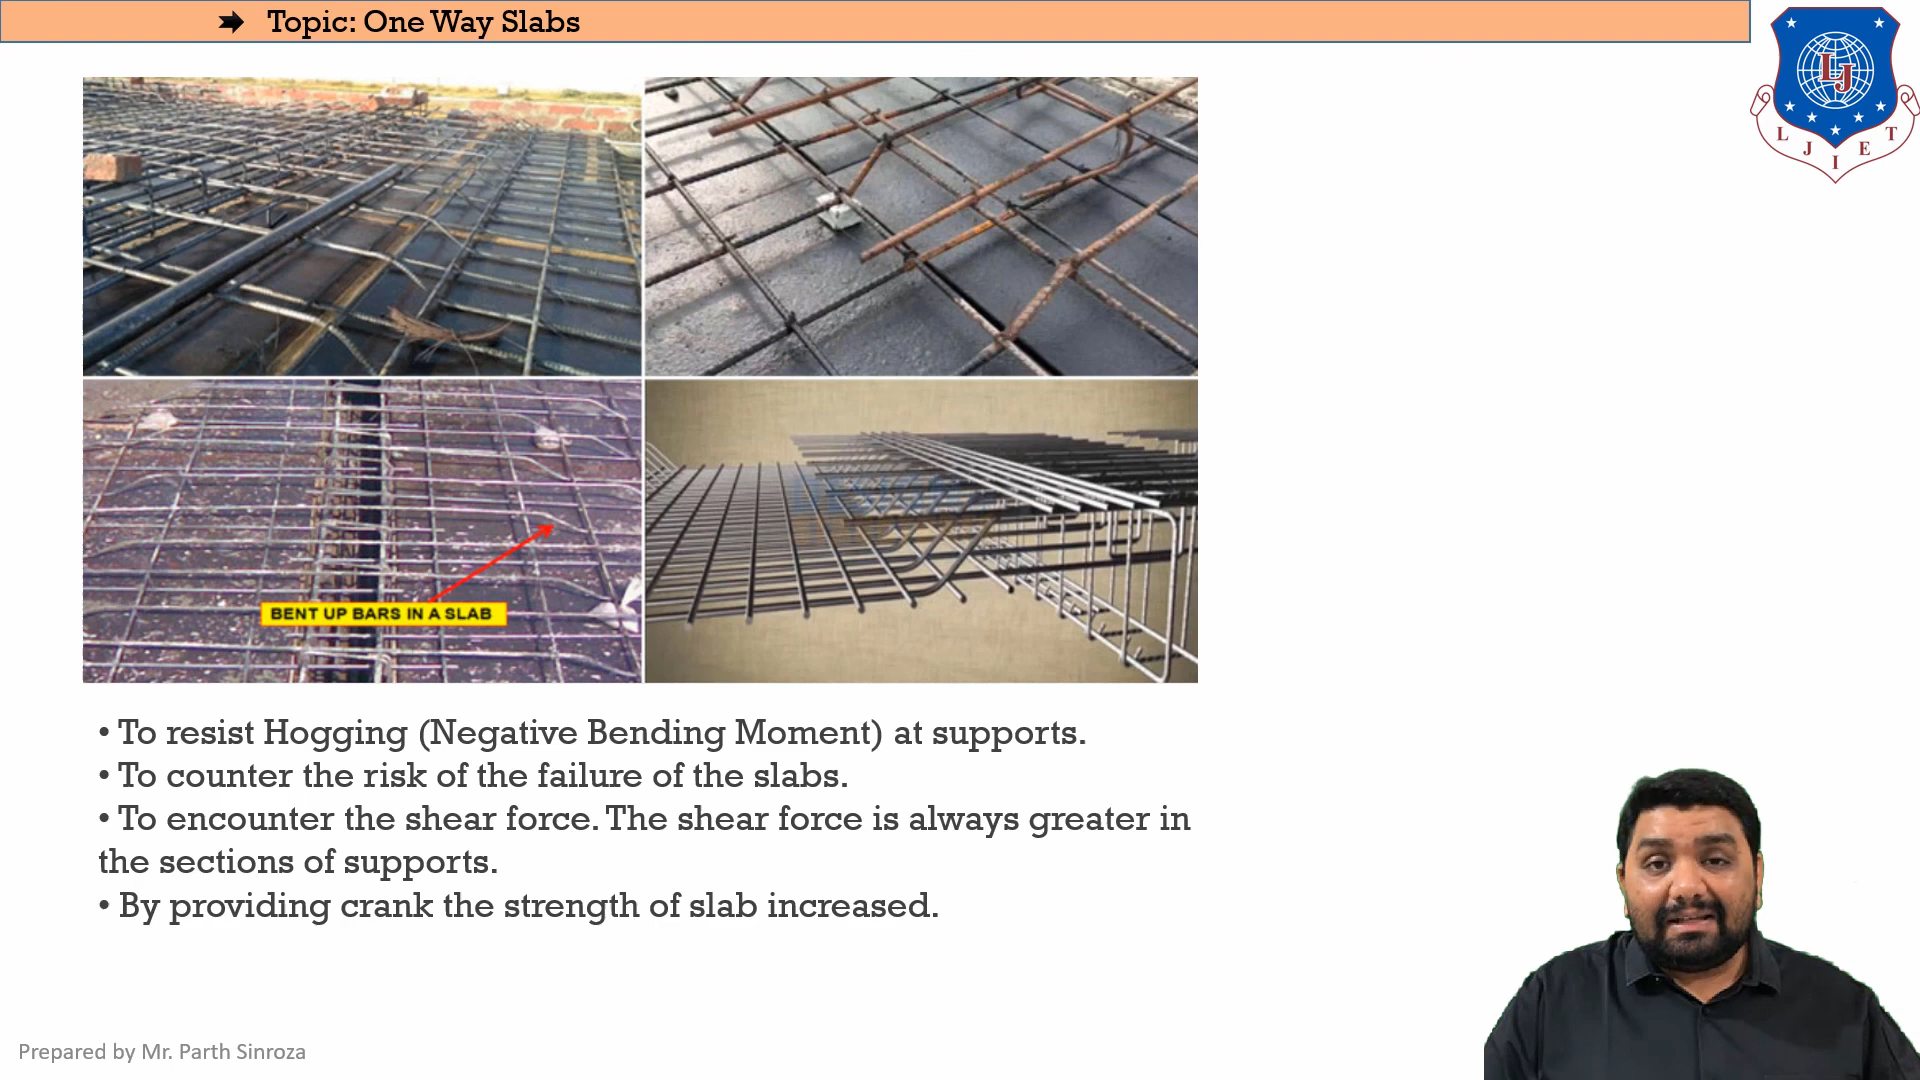 Topic: One Way Slabs
LJ
L J I E T
BENT UP BARS IN A SLAB
• To resist Hogging (Negative Bending Moment) at supports.
• To counter the risk of the failure of the slabs.
• To encounter the shear force. The shear force is always greater in
the sections of supports.
• By providing crank the strength of slab increased.
Prepared by Mr. Parth Sinroza